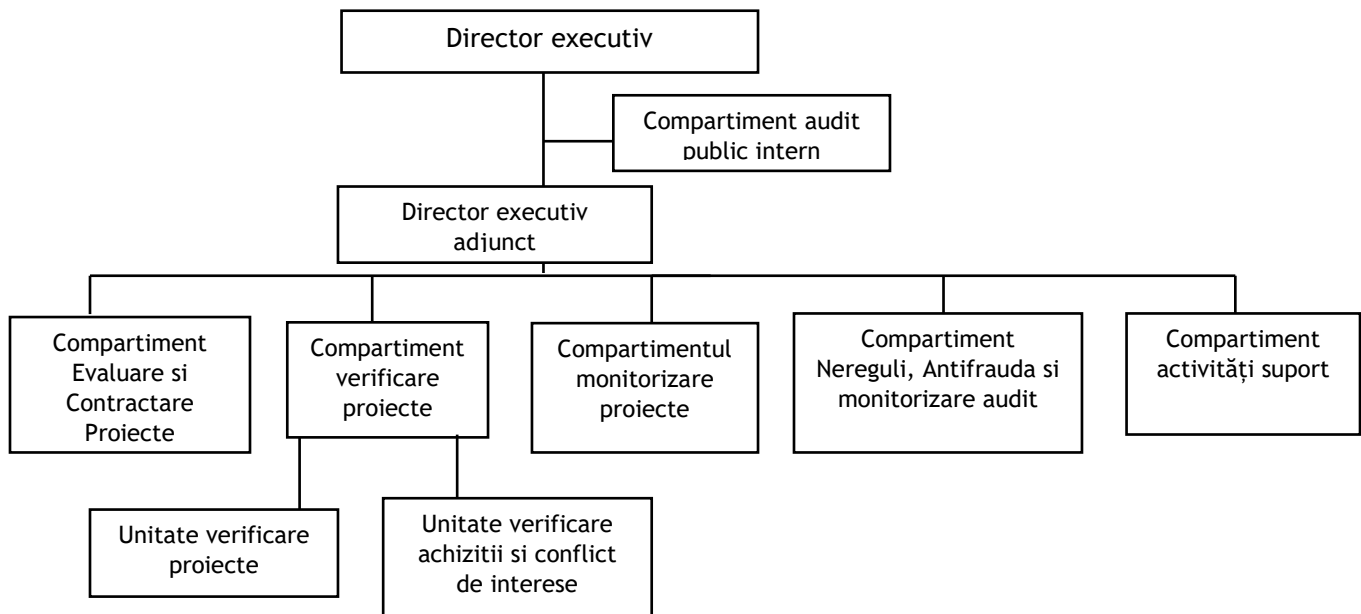 Director executiv
Compartiment audit
public intern
Director executiv
adjunct
Compartiment
Evaluare si
Contractare
Proiecte
Compartiment
verificare
proiecte
Compartimentul
monitorizare
proiecte
Compartiment
Nereguli, Antifrauda si
monitorizare audit
Compartiment
activități suport
Unitate verificare
proiecte
Unitate verificare
achizitii si conflict
de interese